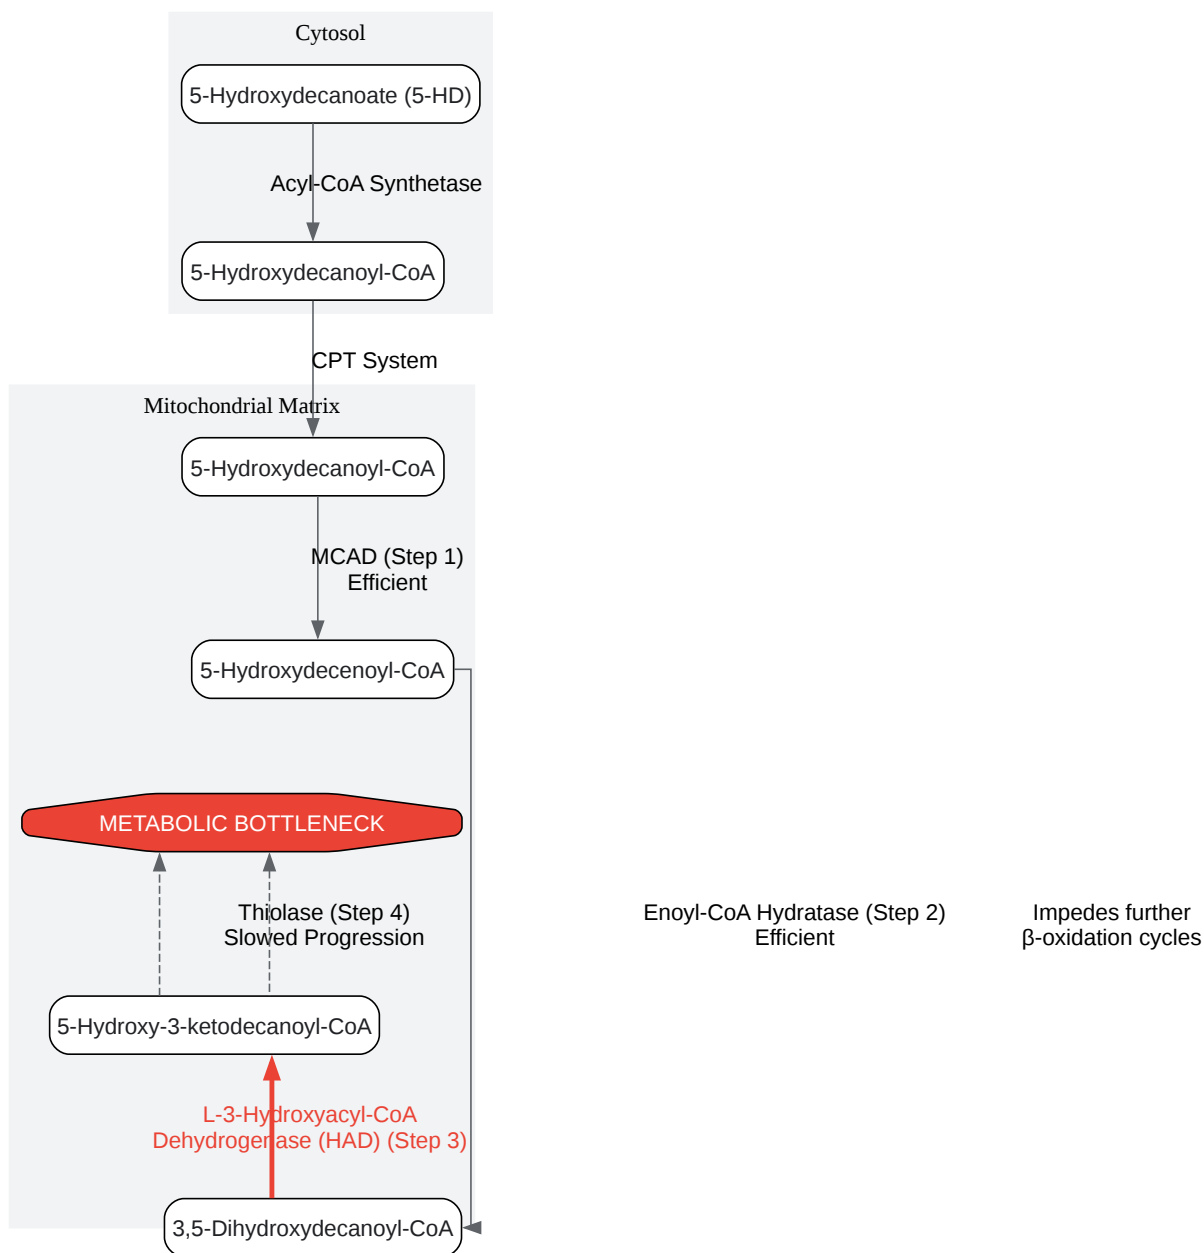 Cytosol
5-Hydroxydecanoate (5-HD)
Acyl-CoA Synthetase
5-Hydroxydecanoyl-CoA
CPT System
Mitochondrial Matrix
5-Hydroxydecanoyl-CoA
MCAD (Step 1)
Efficient
5-Hydroxydecenoyl-CoA
METABOLIC BOTTLENECK
Thiolase (Step 4)
Slowed Progression
Enoyl-CoA Hydratase (Step 2)
Efficient
Impedes further
β-oxidation cycles
5-Hydroxy-3-ketodecanoyl-CoA
L-3-Hydroxyacyl-CoA
Dehydrogenase (HAD) (Step 3)
3,5-Dihydroxydecanoyl-CoA